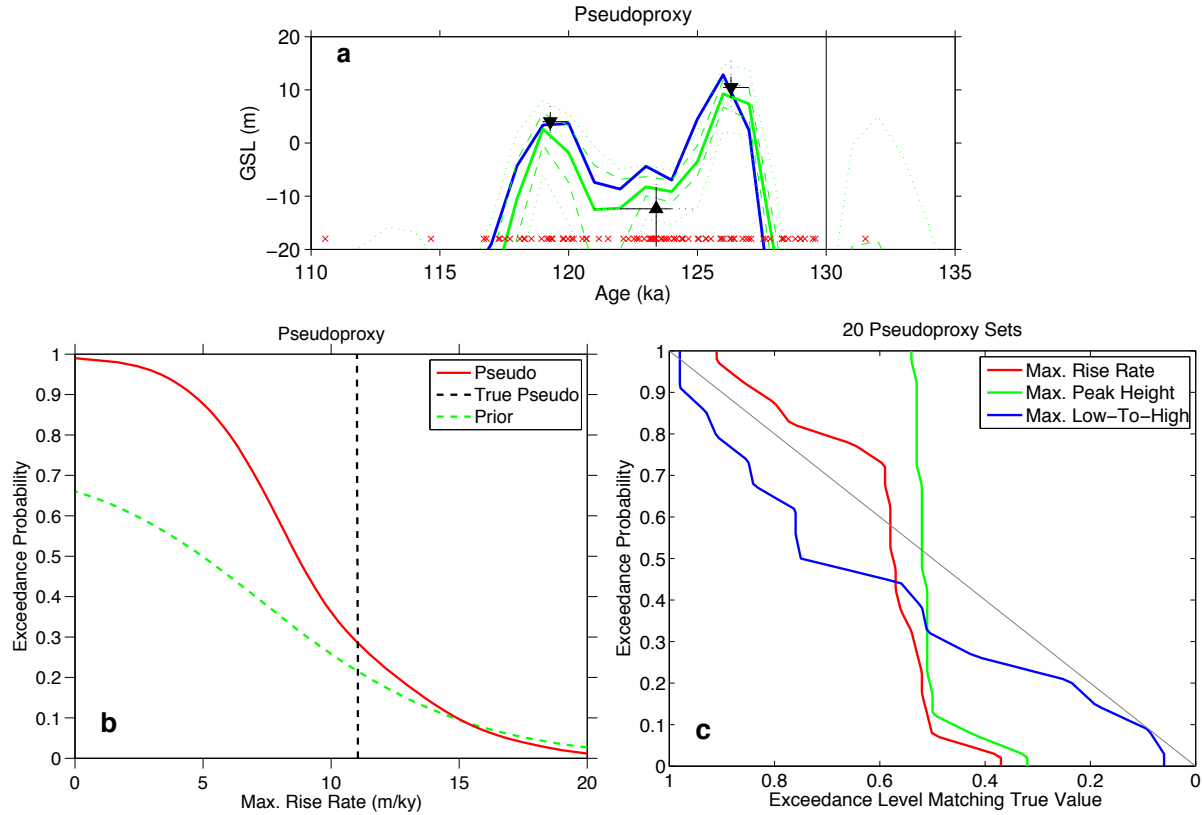 Pseudoproxy
a
20
10
0
−10
−20
GSL (m)
110 115 120 125 130 135
Age (ka)
Pseudoproxy
1
0.9
0.8
0.7
0.6
0.5
0.4
0.3
0.2
0.1
0
Exceedance Probability
Pseudo
True Pseudo
Prior
b
0 5 10 15 20
Max. Rise Rate (m/ky)
20 Pseudoproxy Sets
1
0.9
0.8
0.7
0.6
0.5
0.4
0.3
0.2
0.1
0
Exceedance Probability
Max. Rise Rate
Max. Peak Height
Max. Low−To−High
c
1 0.8 0.6 0.4 0.2 0
Exceedance Level Matching True Value